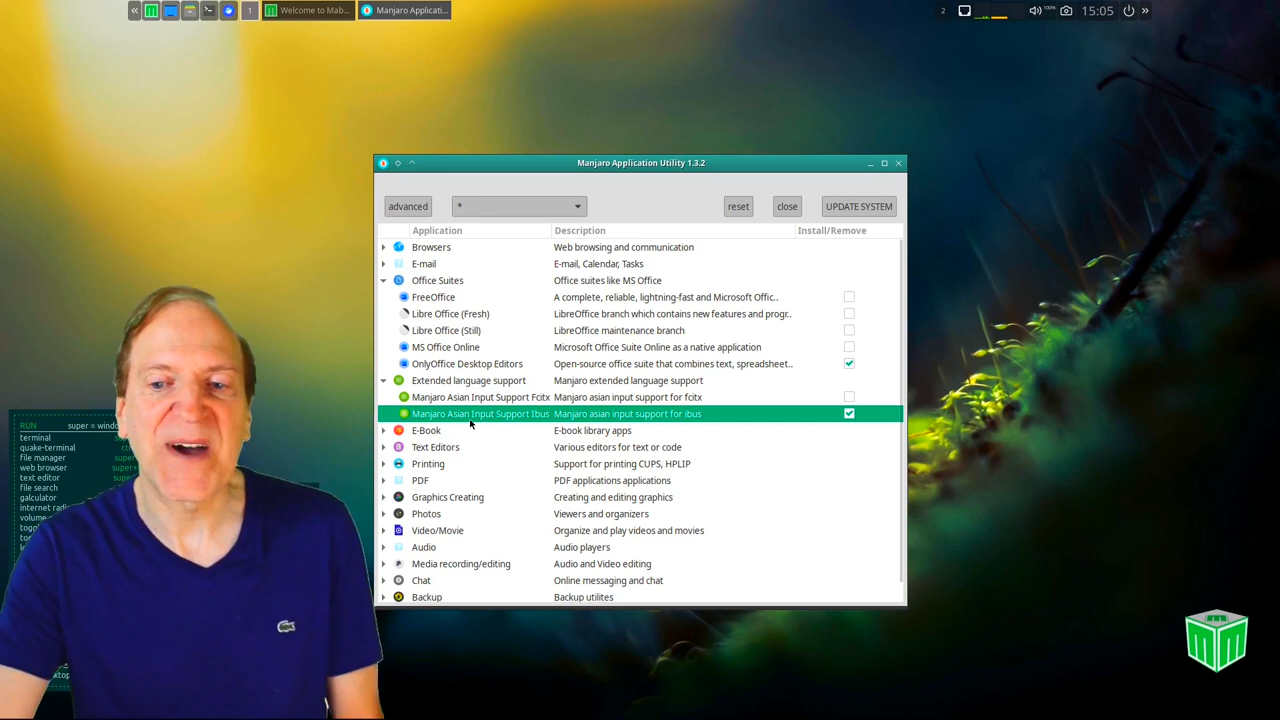 1
Welcome to Mab...
Manjaro Applicati...
2
100%
15:05
Manjaro Application Utility 1.3.2
advanced
*
reset
close
UPDATE SYSTEM
Application Description Install/Remove
Browsers Web browsing and communication
E-mail E-mail, Calendar, Tasks
Office Suites Office suites like MS Office
FreeOffice A complete, reliable, lightning-fast and Microsoft Offic..
Libre Office (Fresh) LibreOffice branch which contains new features and progr..
Libre Office (Still) LibreOffice maintenance branch
MS Office Online Microsoft Office Suite Online as a native application
OnlyOffice Desktop Editors Open-source office suite that combines text, spreadsheet..
Extended language support Manjaro extended language support
Manjaro Asian Input Support Fcitx Manjaro asian input support for fcitx
Manjaro Asian Input Support Ibus Manjaro asian input support for ibus
E-Book E-book library apps
Text Editors Various editors for text or code
Printing Support for printing CUPS, HPLIP
PDF PDF applications applications
Graphics Creating Creating and editing graphics
Photos Viewers and organizers
Video/Movie Organize and play videos and movies
Audio Audio players
Media recording/editing Audio and Video editing
Chat Online messaging and chat
Backup Backup utilites
RUN super =
terminal
quake-terminal
file manager super
web browser super
text editor super
file search
galculator